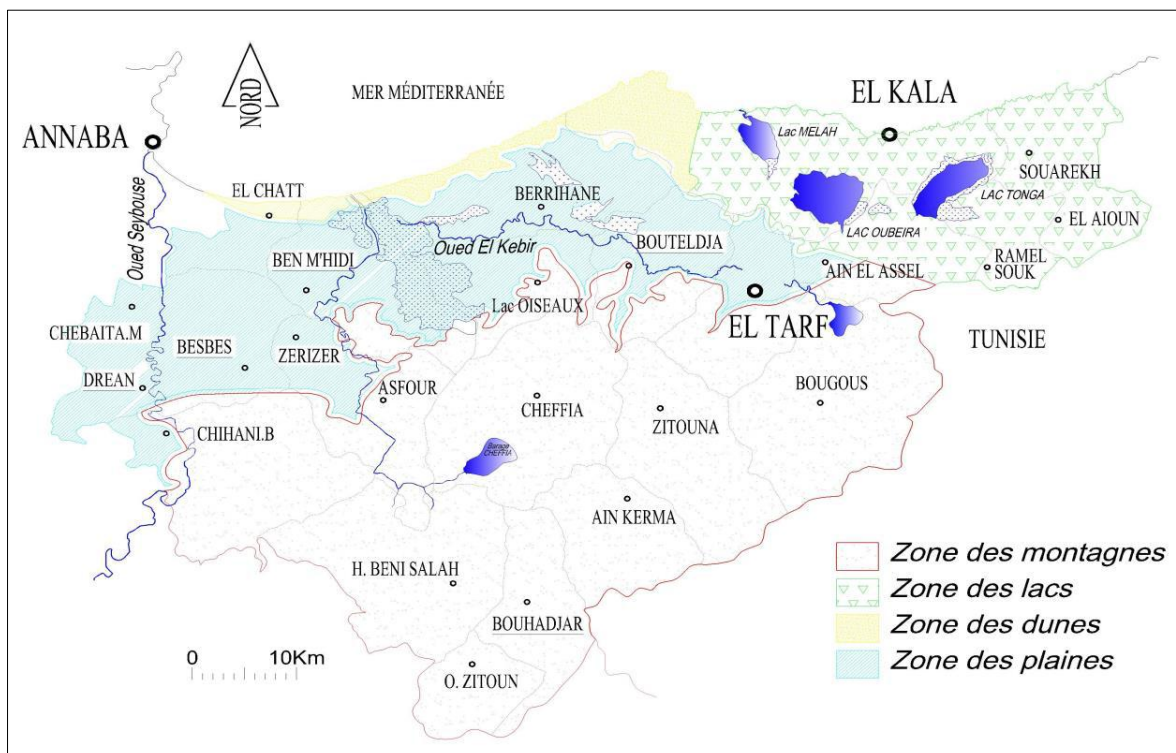 MER MÉDITERRANÉE
NORD
EL KALA
ANNABA
Lac MELAH
SOUAREKH
Oued Seybouse
EL CHATT
BERRIHANE
LAC TONGA
EL AIOUN
LAC OUBEIRA
Oued El Kebir
BOUTELDJA
BEN M'HIDI
AIN EL ASSEL
RAMEL
SOUK
Lac OISEAUX
EL TARF
CHEBAITA.M
TUNISIE
BESBES
ZERIZER
DREAN
ASFOUR
CHEFFIA
BOUGOUS
ZITOUNA
CHIHANI.B
Barage
CHEFFIA
AIN KERMA
Zone des montagnes
H. BENI SALAH
Zone des lacs
BOUHADJAR
Zone des dunes
Zone des plaines
0 10Km
O. ZITOUN